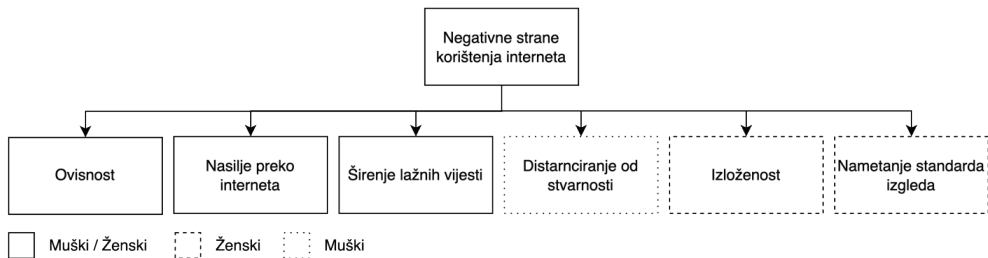 Negativne strane
korištenja interneta
Ovisnost
Nasilje preko
interneta
Širenje lažnih vijesti
Distarnciranje od
stvarnosti
Izloženost
Nametanje standarda
izgleda
Muški / Ženski
Ženski
Muški